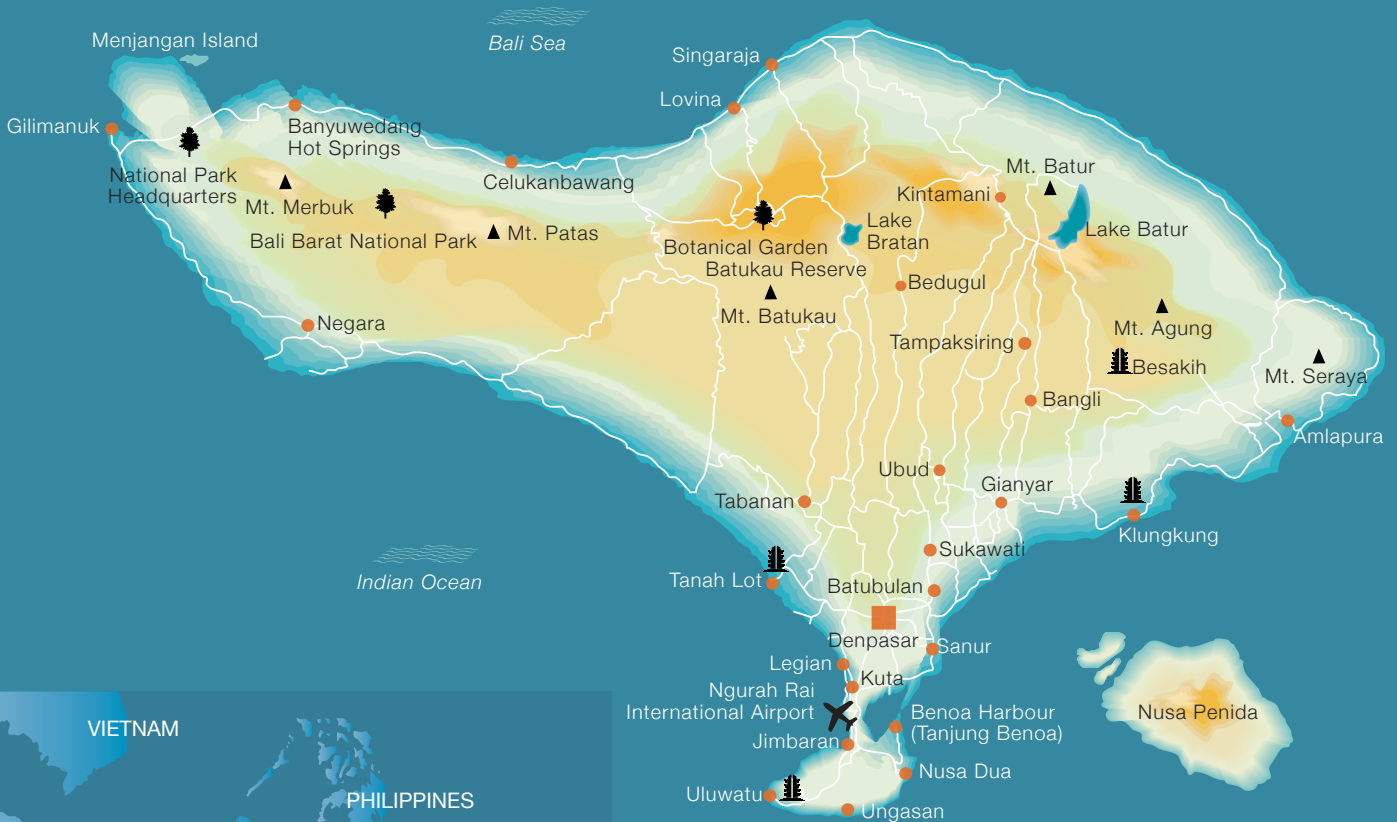 Bali Sea
Menjangan Island
Singaraja
Lovina
Gilimanuk
Banyuwedang
Hot Springs
National Park
Headquarters
Celukanbawang
Mt. Merbuk
Bali Barat National Park
Mt. Patas
Mt. Batur
Kintamani
Lake
Bratan
Lake Batur
Botanical Garden
Batukau Reserve
Bedugul
Mt. Batukau
Negara
Mt. Agung
Tampaksiring
Besakih
Mt. Seraya
Bangli
Amlapura
Ubud
Gianyar
Tabanan
Klungkung
Sukawati
Indian Ocean
Tanah Lot
Batubulan
Denpasar
Sanur
Legian
Kuta
Ngurah Rai
International Airport
Benoa Harbour
(Tanjung Benoa)
Nusa Penida
Jimbaran
Nusa Dua
Uluwatu
Ungasan
VIETNAM
PHILIPPINES